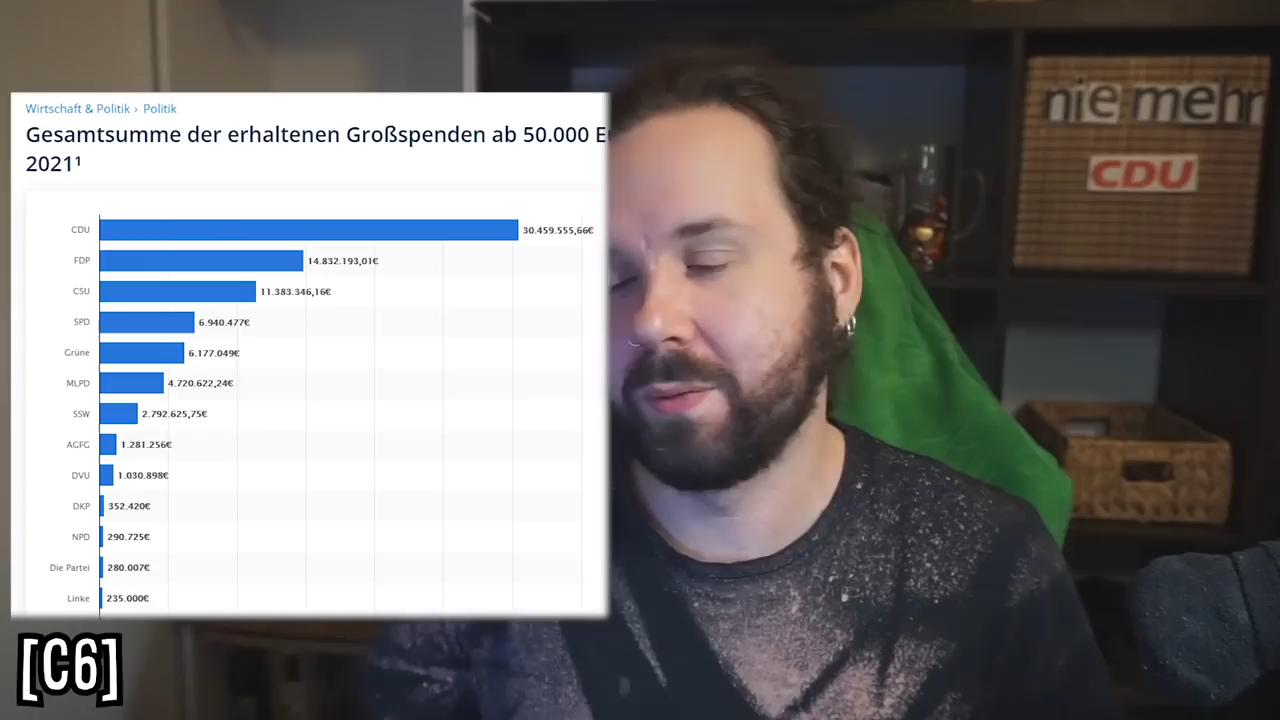 Wirtschaft & Politik › Politik
Gesamtsumme der erhaltenen Großspenden ab 50.000
2021¹
CDU 30.459.555,66€
FDP 14.832.193,01€
CSU 11.383.346,16€
SPD 6.940.477€
Grüne 6.177.049€
MLPD 4.720.622,24€
SSW 2.792.625,75€
AGFG 1.281.256€
DVU 1.030.898€
DKP 352.420€
NPD 290.725€
Die Partei 280.007€
Linke 235.000€
[C6]
nie mehr
CDU